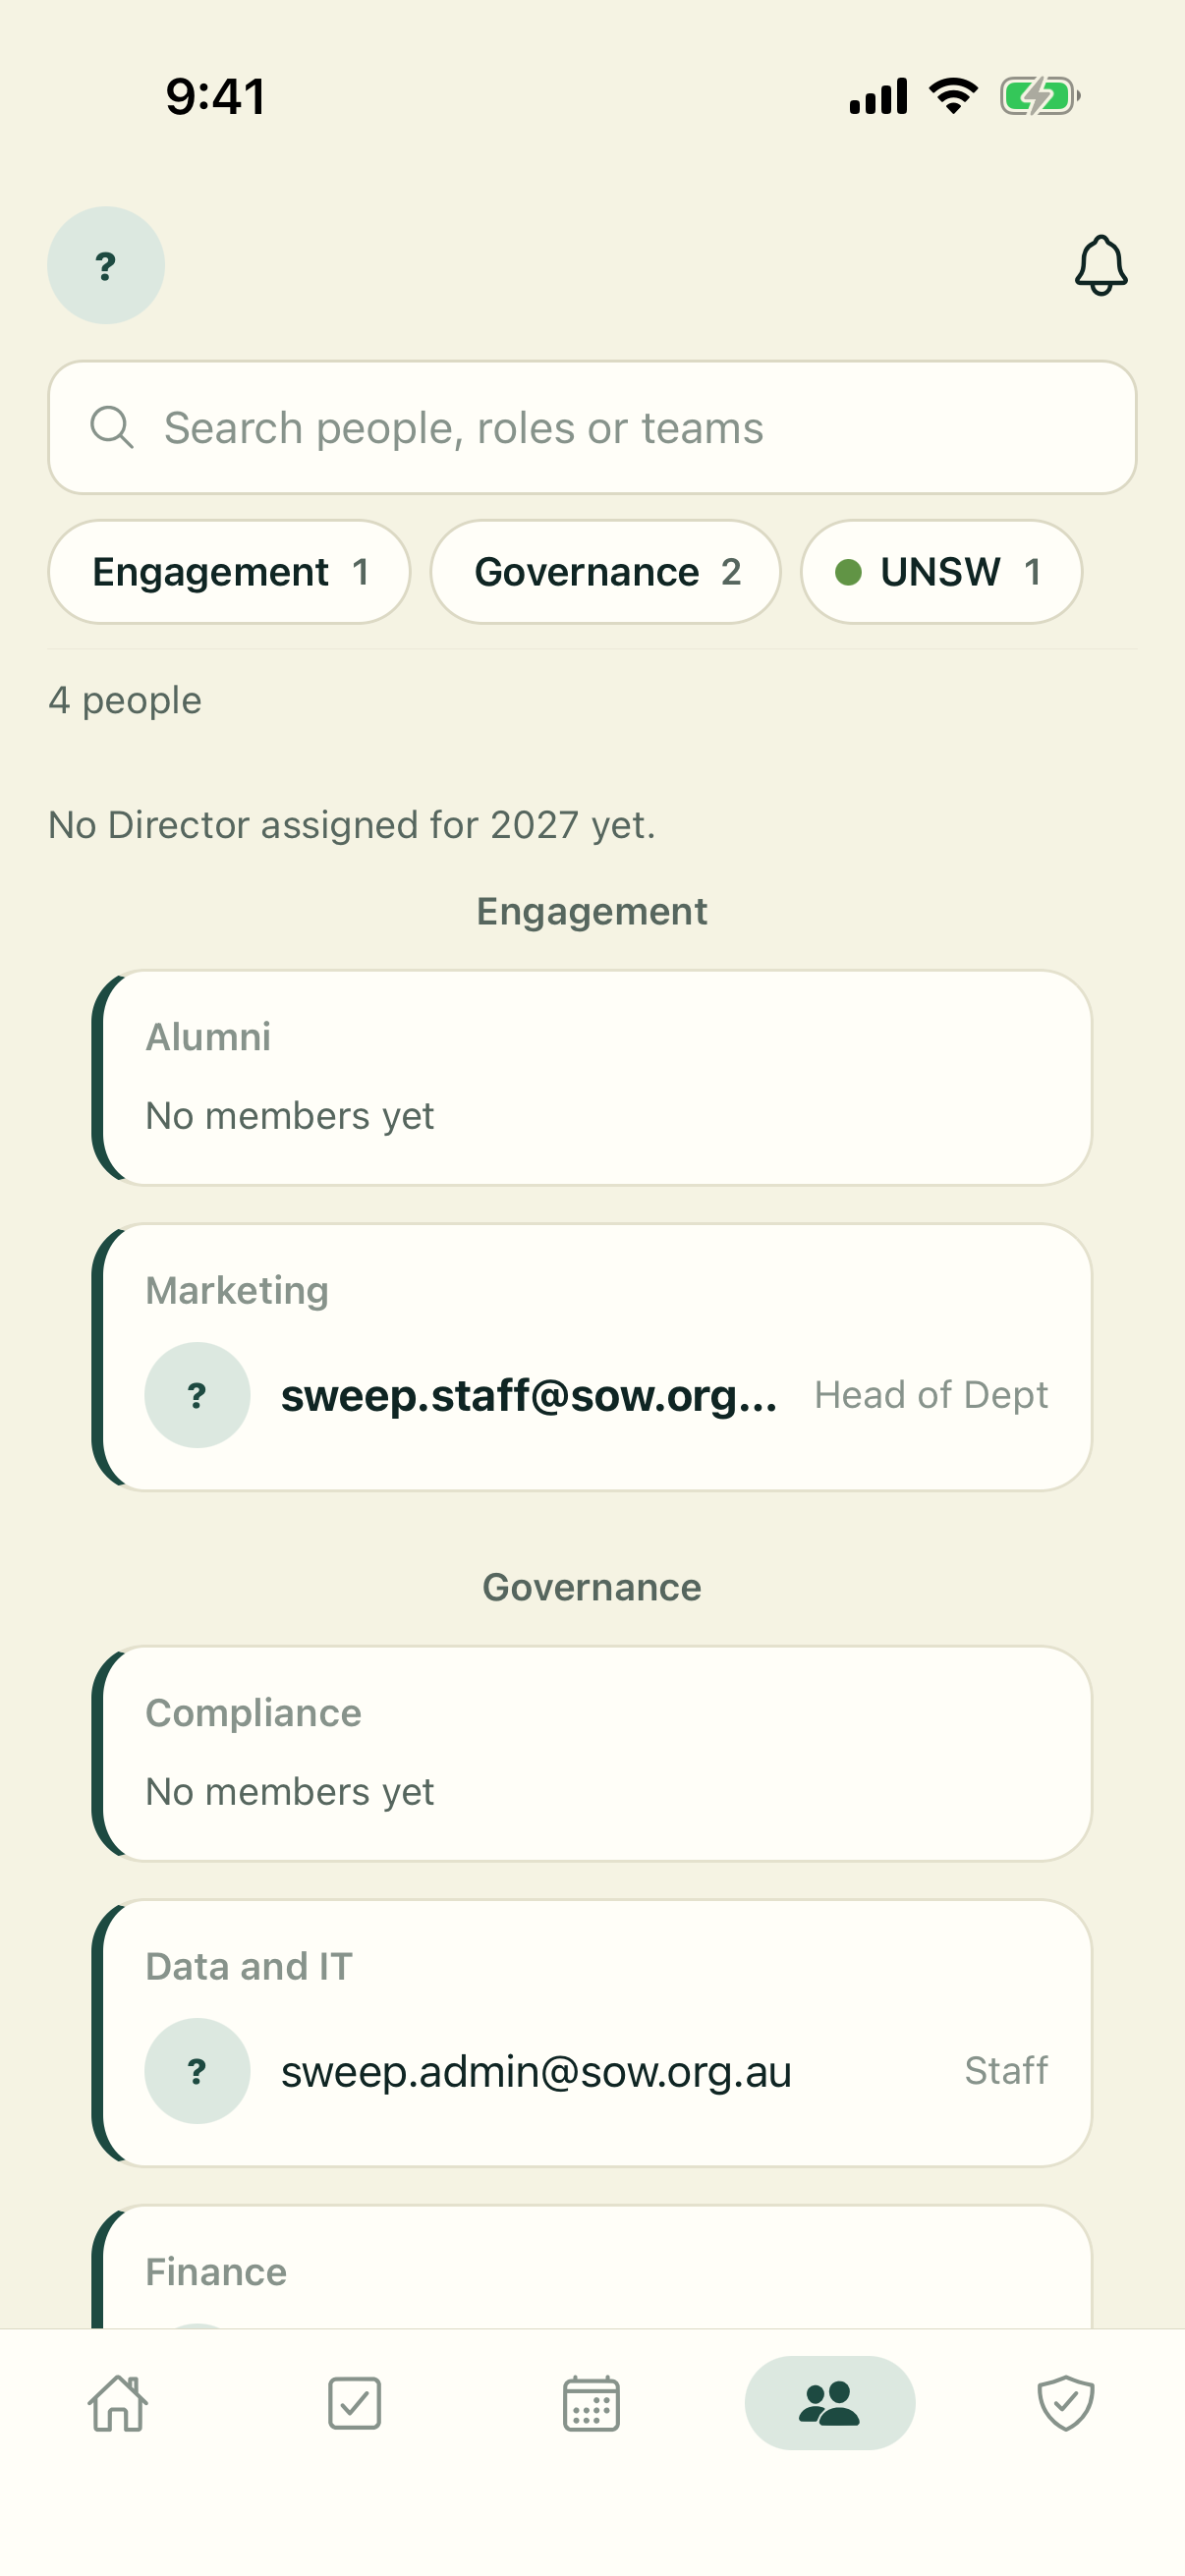 9:41
?
Search people, roles or teams
Engagement 1
Governance 2
UNSW 1
4 people
No Director assigned for 2027 yet.
Engagement
Alumni
No members yet
Marketing
? sweep.staff@sow.org... Head of Dept
Governance
Compliance
No members yet
Data and IT
? sweep.admin@sow.org.au Staff
Finance